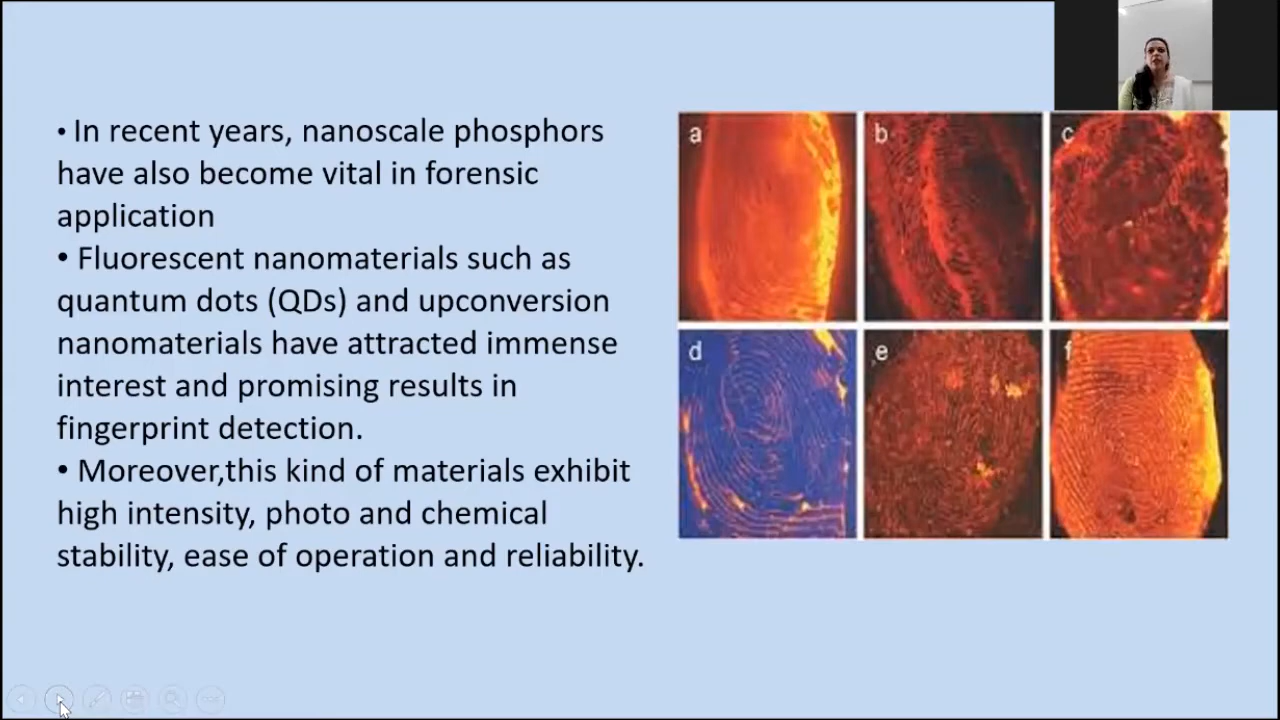 • In recent years, nanoscale phosphors
have also become vital in forensic
application
• Fluorescent nanomaterials such as
quantum dots (QDs) and upconversion
nanomaterials have attracted immense
interest and promising results in
fingerprint detection.
• Moreover,this kind of materials exhibit
high intensity, photo and chemical
stability, ease of operation and reliability.
a b c
d e f